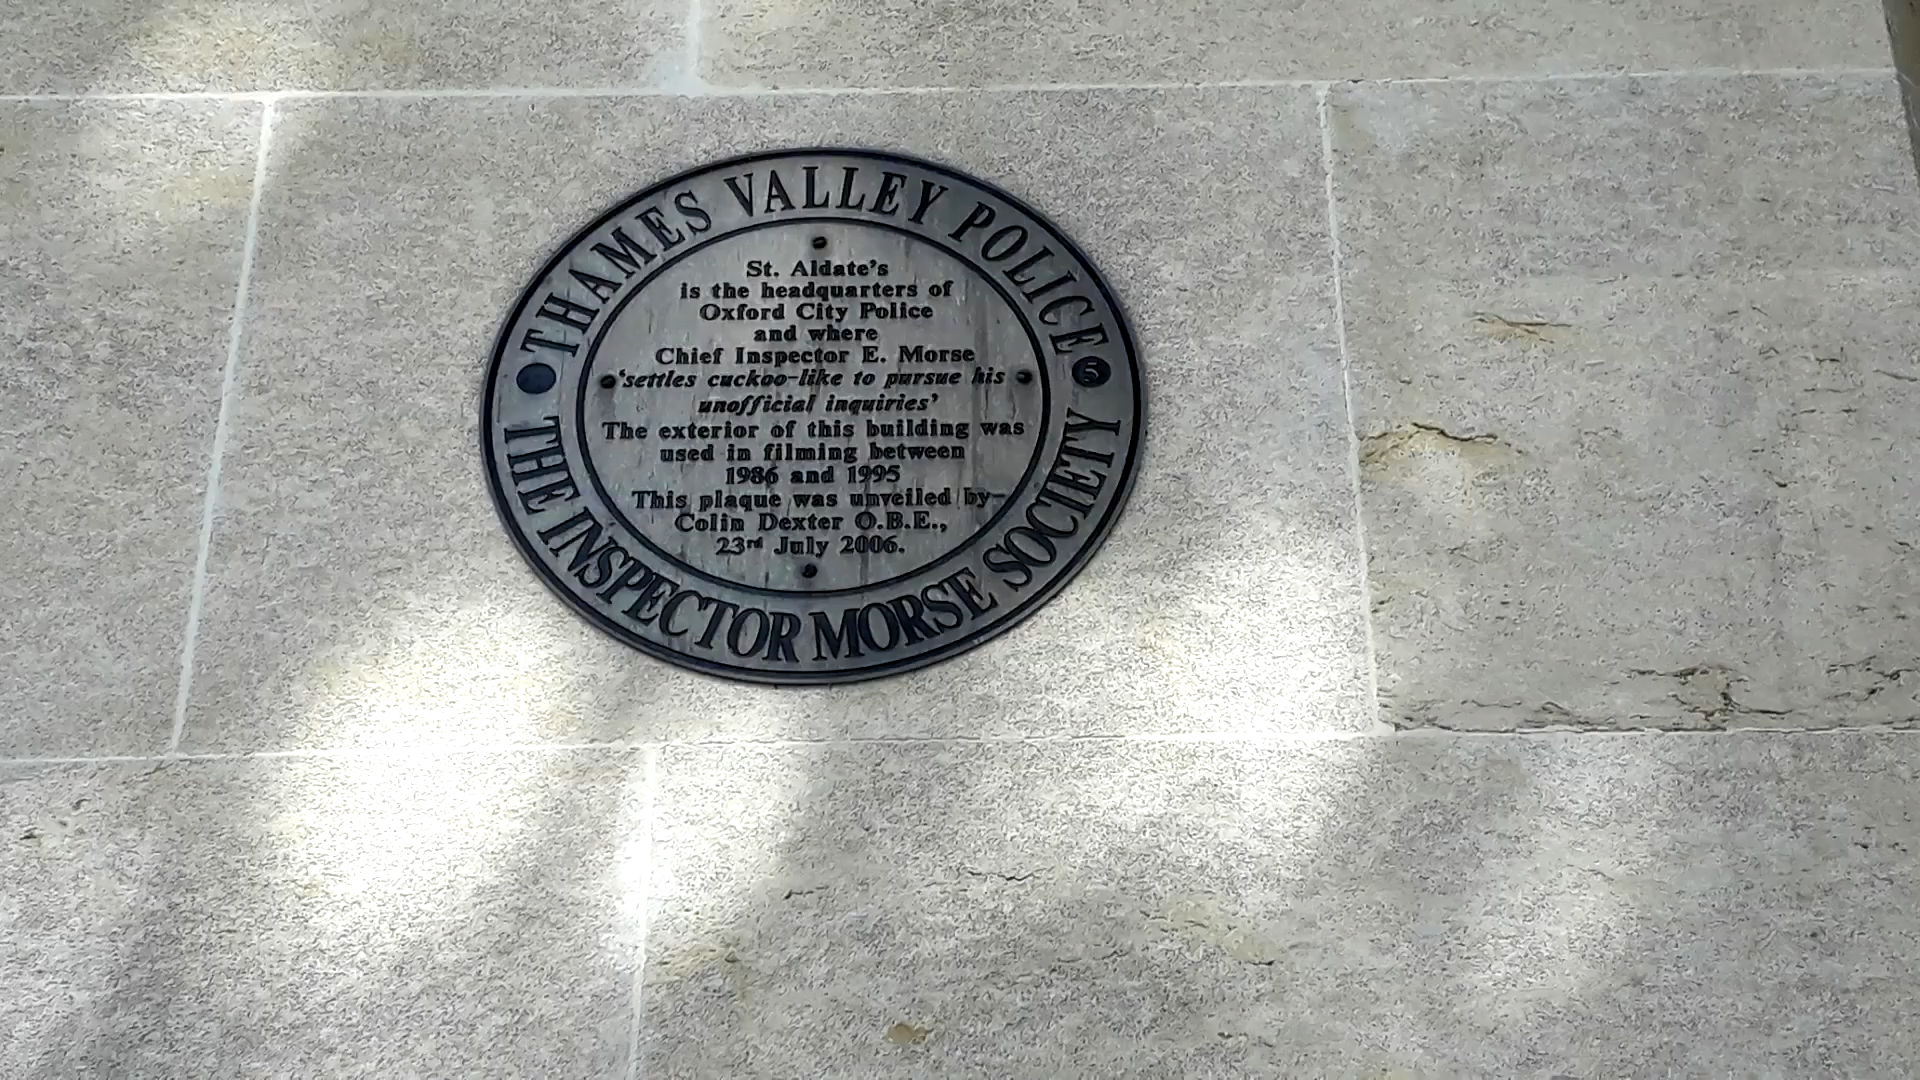 THAMES VALLEY POLICE
St. Aldate's
is the headquarters of
Oxford City Police
and where
Chief Inspector E. Morse
'settles cuckoo-like to pursue his
unofficial inquiries'
The exterior of this building was
used in filming between
1986 and 1995
This plaque was unveiled by-
Colin Dexter O.B.E.,
23rd July 2006.
5
THE INSPECTOR MORSE SOCIETY